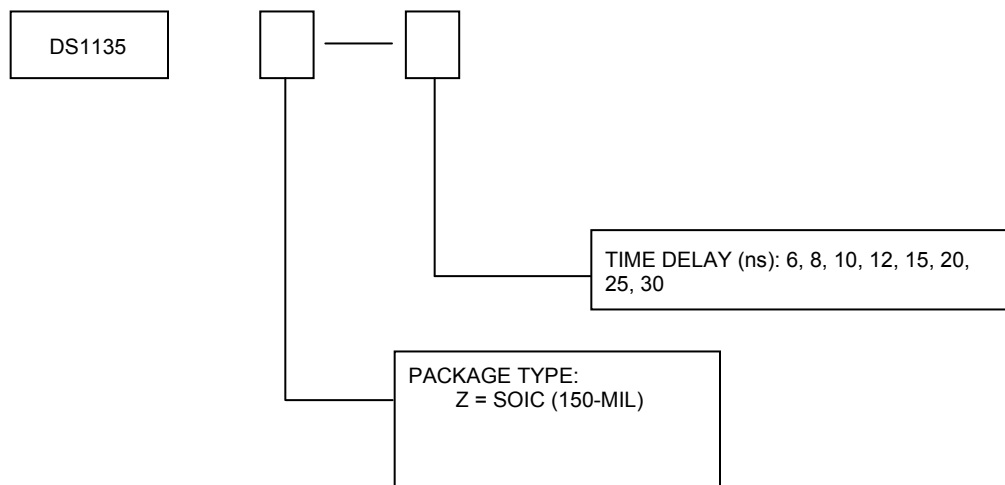 DS1135
TIME DELAY (ns): 6, 8, 10, 12, 15, 20,
25, 30
PACKAGE TYPE:
Z = SOIC (150-MIL)